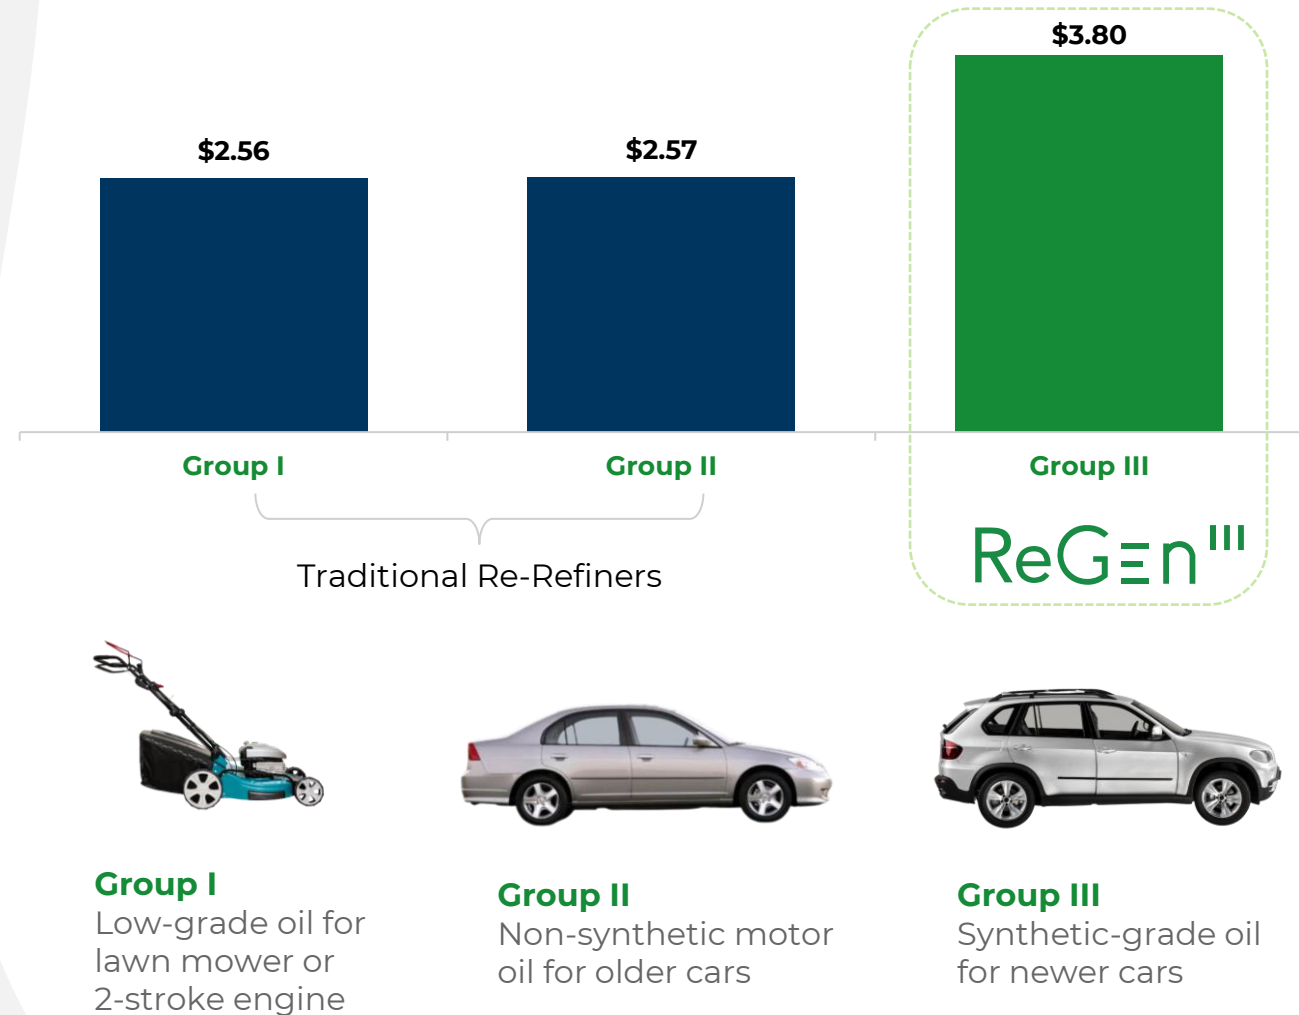 $2.56
$2.57
$3.80
Group I
Group II
Group III
Traditional Re-Refiners
ReGen III
Group I
Low-grade oil for
lawn mower or
2-stroke engine
Group II
Non-synthetic motor
oil for older cars
Group III
Synthetic-grade oil
for newer cars